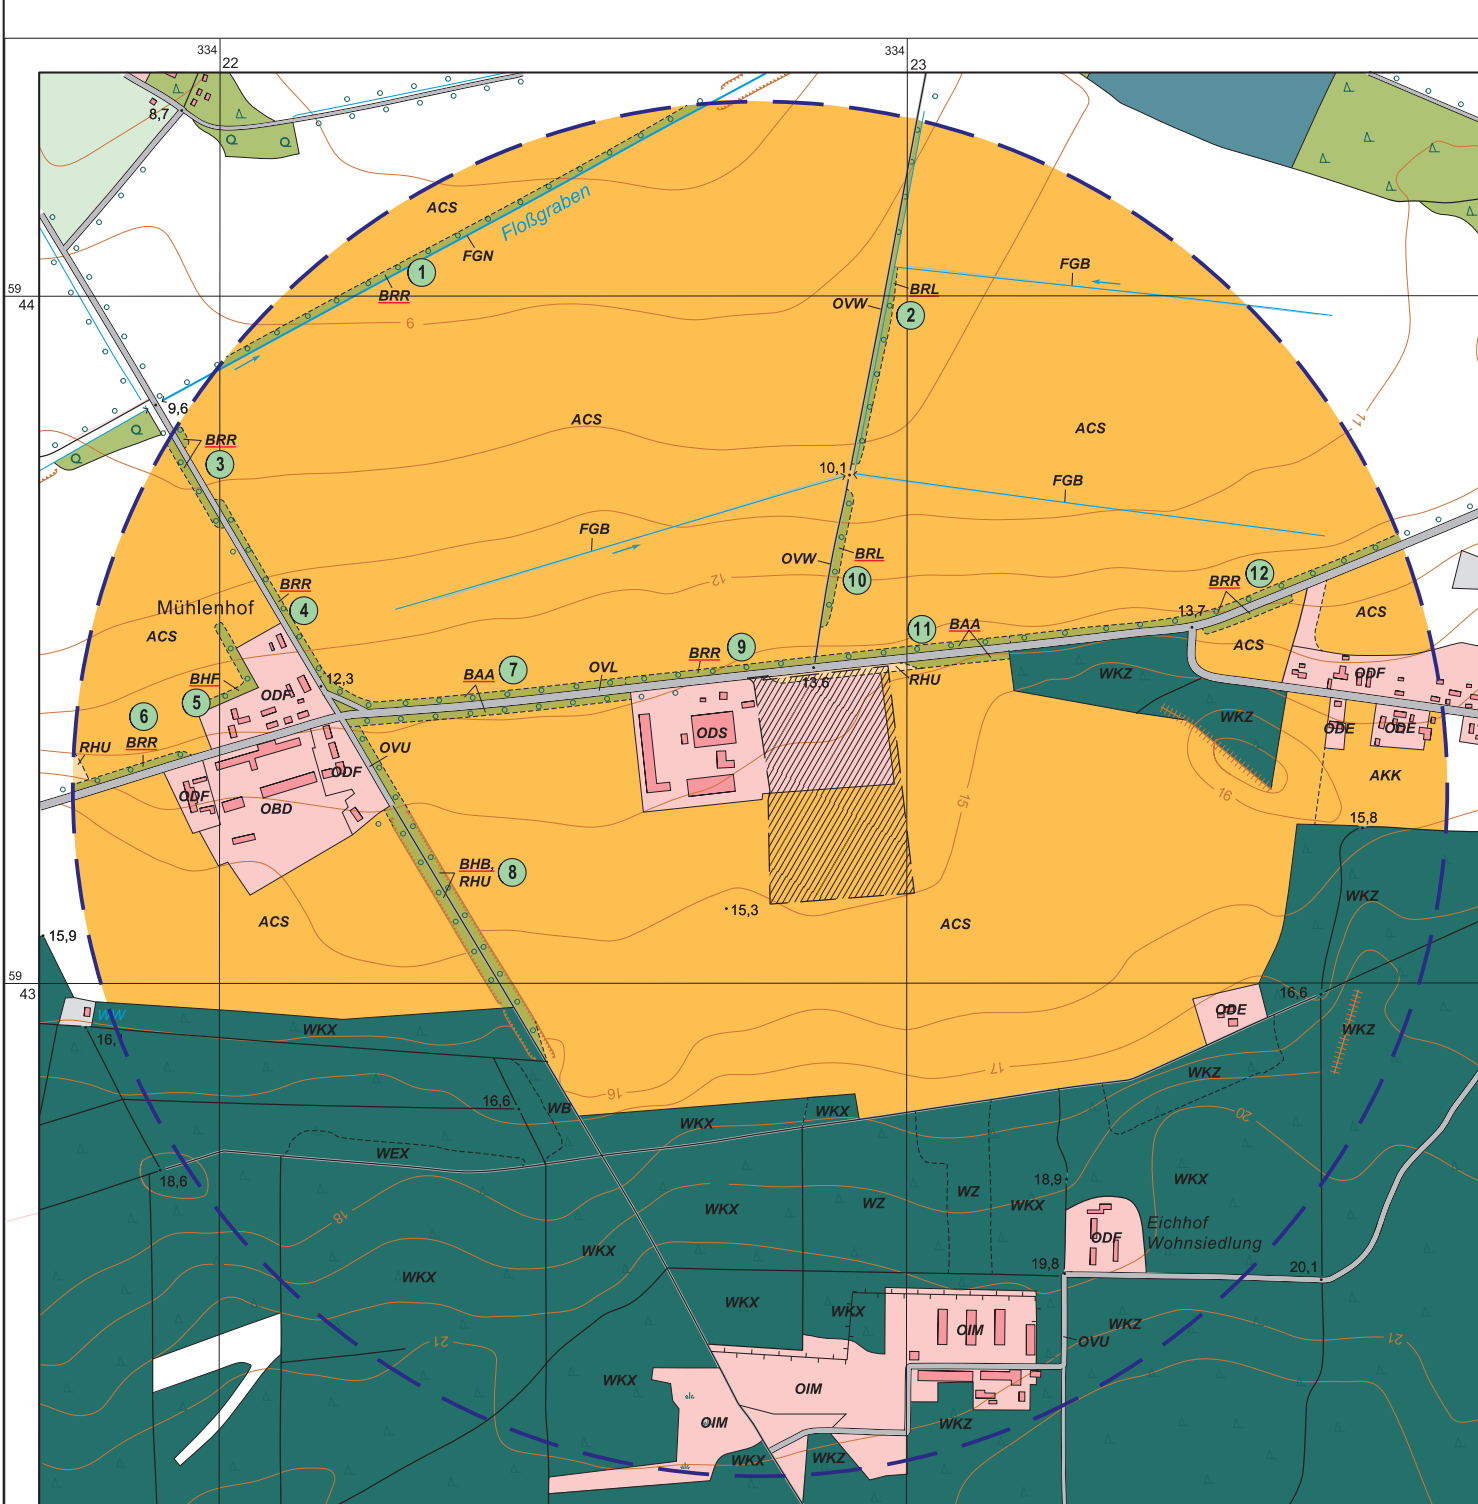 334
22
334
23
8,7
ACS
Floßgraben
FGN
1
BRR
FGB
BRL
59
44
OVW
2
9
9,6
ACS
ACS
11
BRR
3
10,1
FGB
FGB
OVW
BRL
10
12
12
BRR
13,7
BRR
4
Mühlenhof
ACS
ACS
11
BAA
ACS
9
BRR
7
BAA
OVL
12,3
BHF
5
ODF
13,6
RHU
WKZ
ODF
6
BRR
RHU
OVU
WKZ
ODS
ODE
ODE
ODF
ODF
OBD
AKK
16
15
15,8
BHB,
RHU
8
15,3
WKZ
ACS
ACS
15,9
59
43
16,6
ODE
WW
WKX
WKZ
16,
17
WKZ
16
16,6
WB
WKX
WKX
20
WEX
18,6
18,9
WKX
WZ
WKX
WKX
WZ
18
WKX
Eichhof
Wohnsiedlung
ODF
WKX
WKX
19,8
20,1
WKX
WKX
OIM
WKZ
OVU
21
21
WKX
OIM
OIM
WKZ
WKX
WKZ